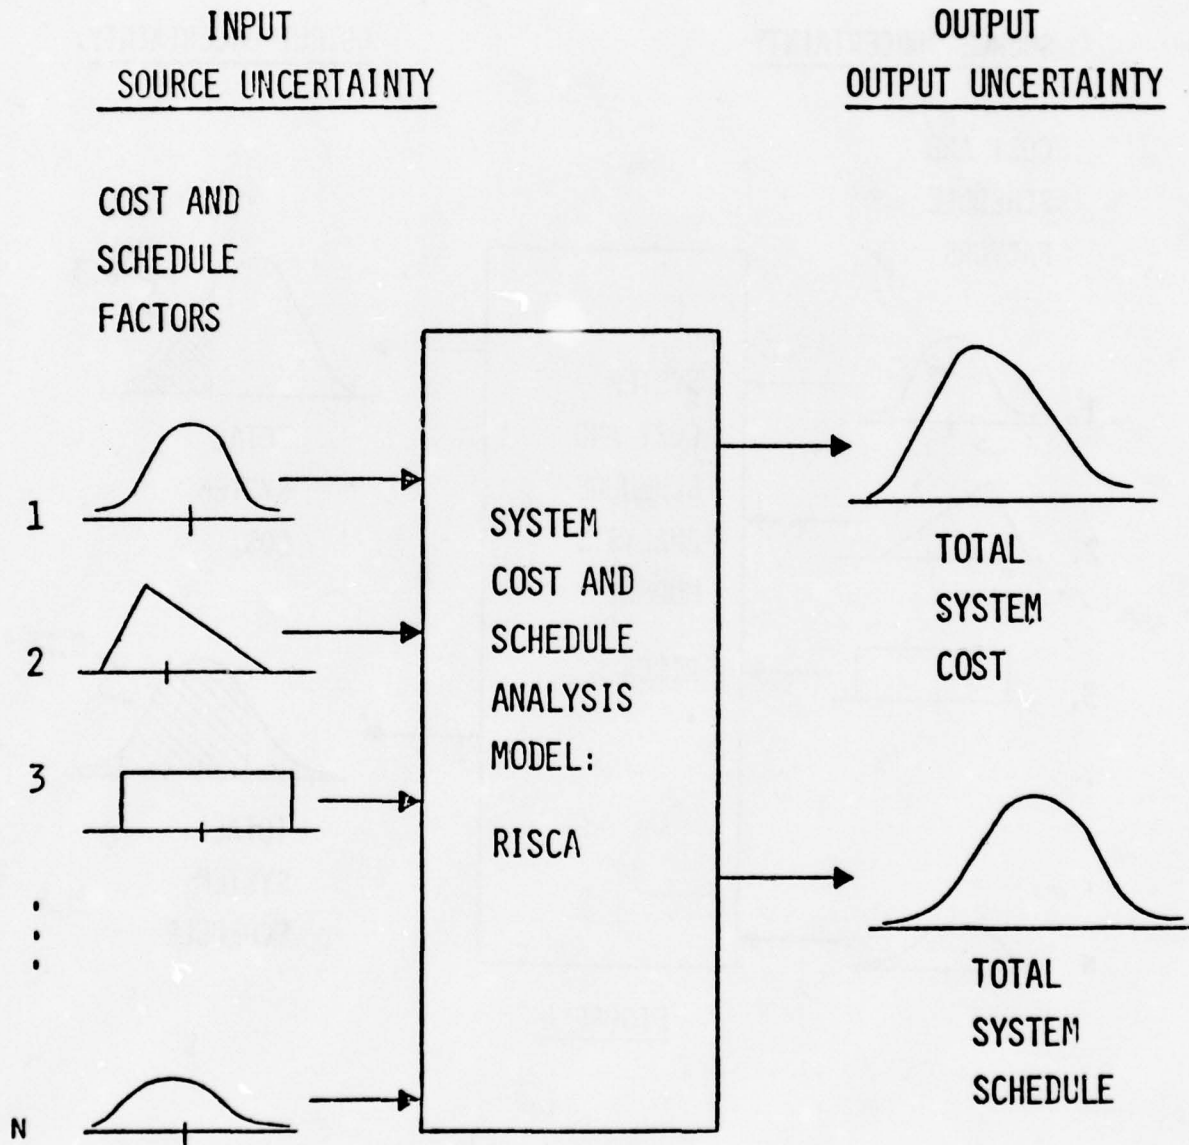 INPUT
SOURCE UNCERTAINTY
OUTPUT
OUTPUT UNCERTAINTY
COST AND
SCHEDULE
FACTORS
1
2
3
N
SYSTEM
COST AND
SCHEDULE
ANALYSIS
MODEL:
RISCA
TOTAL
SYSTEM
COST
TOTAL
SYSTEM
SCHEDULE